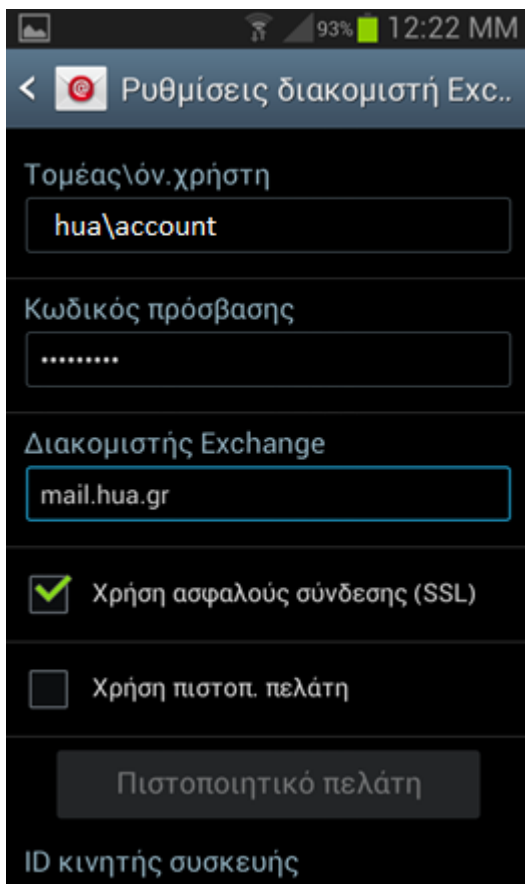 93% 12:22 MM
< @ Ρυθμίσεις διακομιστή Exc..
Τομέας\όν.χρήστη
hua\account
Κωδικός πρόσβασης
•••••••••
Διακομιστής Exchange
mail.hua.gr
Χρήση ασφαλούς σύνδεσης (SSL)
Χρήση πιστοπ. πελάτη
Πιστοποιητικό πελάτη
ID κινητής συσκευής